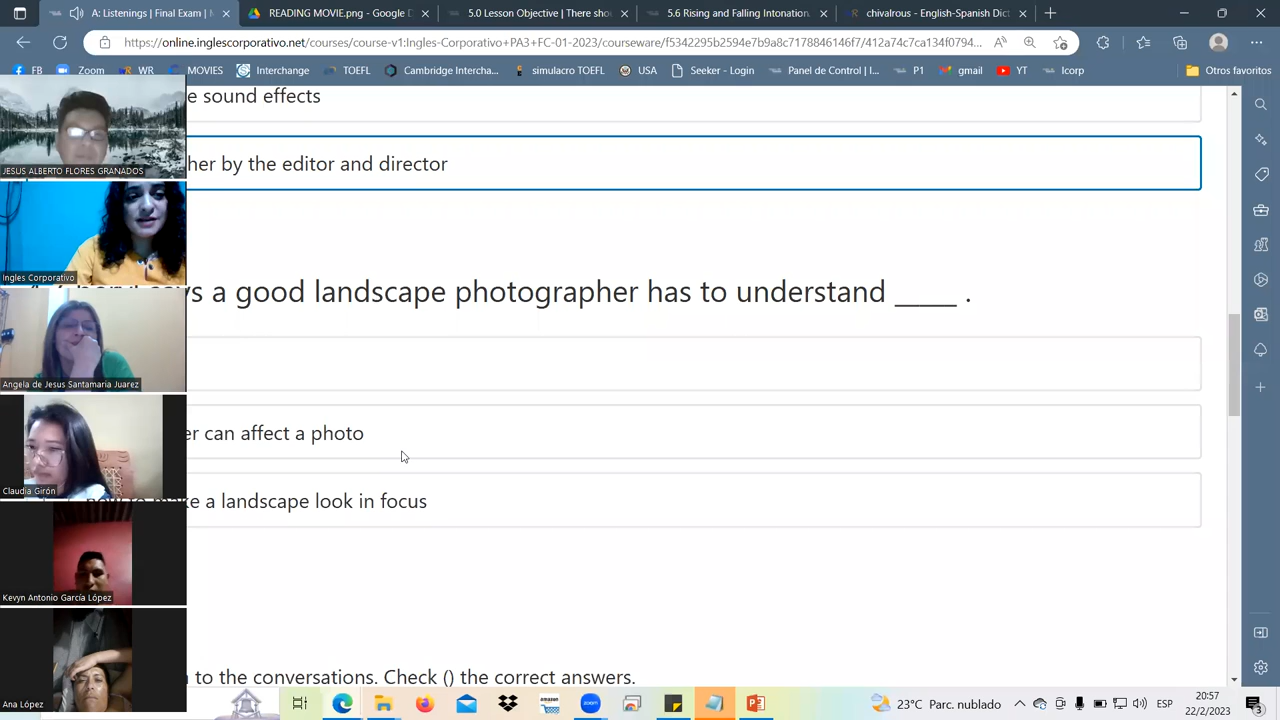 A: Listenings | Final Exam |
READING MOVIE.png - Google D
5.0 Lesson Objective | There sho
5.6 Rising and Falling Intonation
chivalrous - English-Spanish Dict
https://online.inglescorporativo.net/courses/course-v1:Ingles-Corporativo+PA3+FC-01-2023/courseware/f5342295b2594e7b9a8c7178846146f7/412a74c7ca134f0794...
FB
Zoom
WR
MOVIES
Interchange
TOEFL
Cambridge Intercha...
simulacro TOEFL
USA
Seeker - Login
Panel de Control | I...
P1
gmail
YT
Icorp
Otros favoritos
e sound effects
her by the editor and director
JESUS ALBERTO FLORES GRANADOS
Ingles Corporativo
s a good landscape photographer has to understand ____ .
Angela de Jesus Santamaria Juarez
er can affect a photo
Claudia Girón
how to make a landscape look in focus
Kevyn Antonio García López
to the conversations. Check () the correct answers.
Ana López
23°C Parc. nublado
ESP
20:57
22/2/2023
3